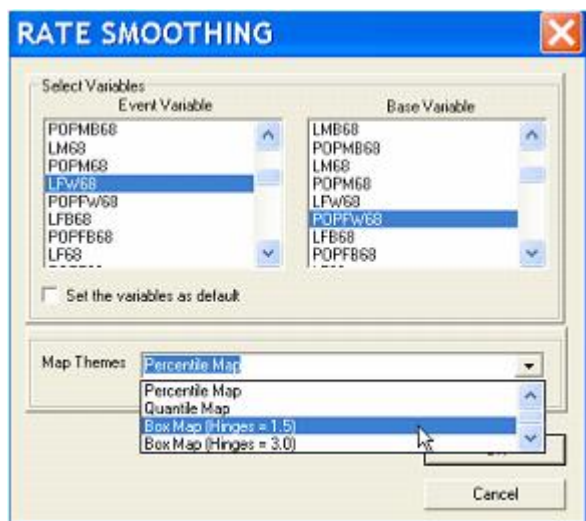 RATE SMOOTHING
Select Variables
Event Variable
POPMB68
LM68
POPM68
LFW68
POPFW68
LFB68
POPFB68
LF68
Base Variable
LMB68
POPMB68
LM68
POPM68
LFW68
POPFW68
LFB68
POPFB68
Set the variables as default
Map Themes
Percentile Map
Percentile Map
Quantile Map
Box Map (Hinges = 1.5)
Box Map (Hinges = 3.0)
Cancel